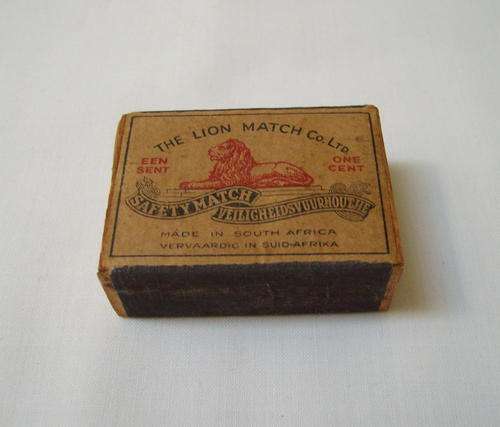 THE LION MATCH CO. LTD.
EEN SENT
ONE CENT
SAFETY MATCH
VEILIGHEIDSVUURHOUTJIE
MADE IN SOUTH AFRICA
VERVAARDIG IN SUID-AFRIKA